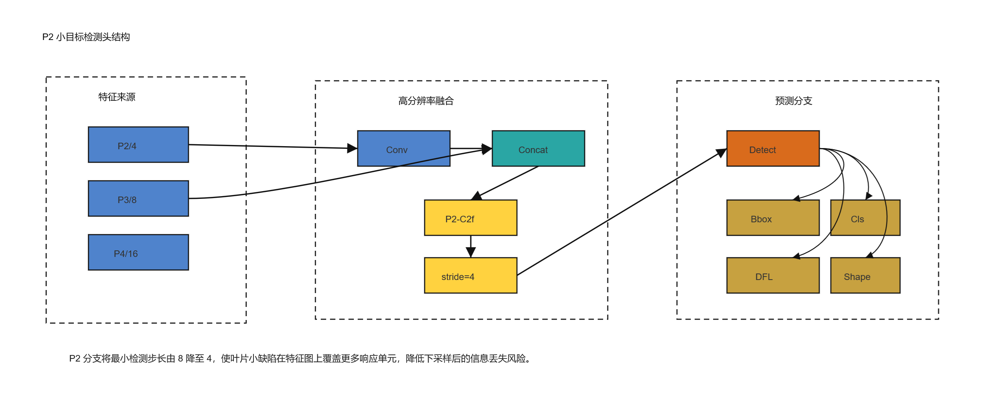 P2 小目标检测头结构
特征来源
P2/4
P3/8
P4/16
高分辨率融合
Conv
Concat
P2-C2f
stride=4
预测分支
Detect
Bbox
Cls
DFL
Shape
P2 分支将最小检测步长由 8 降至 4，使叶片小缺陷在特征图上覆盖更多响应单元，降低下采样后的信息丢失风险。